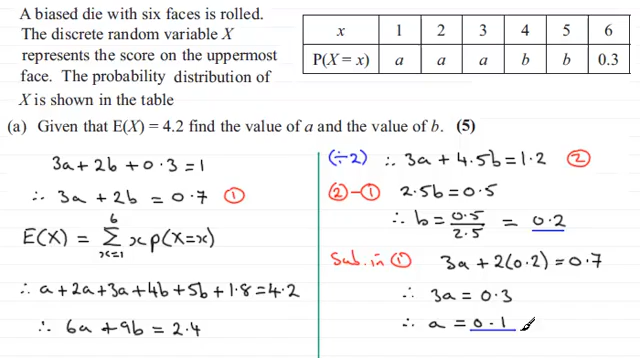 A biased die with six faces is rolled.
The discrete random variable X
represents the score on the uppermost
face. The probability distribution of
X is shown in the table
x 1 2 3 4 5 6
P(X = x) a a a b b 0.3
(a) Given that E(X) = 4.2 find the value of a and the value of b. (5)
3a + 2b + 0.3 = 1
∴ 3a + 2b = 0.7 ①
E(X) = 6 ∑ x=1 x p(X=x)
∴ a + 2a + 3a + 4b + 5b + 1.8 = 4.2
∴ 6a + 9b = 2.4
(÷2) ∴ 3a + 4.5b = 1.2 ②
② - ① 2.5b = 0.5
∴ b = 0.5/2.5 = 0.2
Sub. in ① 3a + 2(0.2) = 0.7
∴ 3a = 0.3
∴ a = 0.1